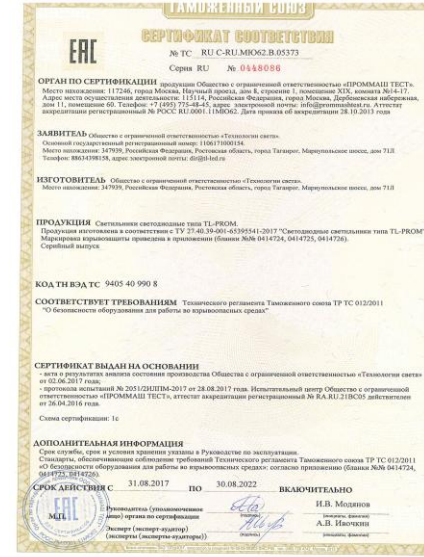 ТАМОЖЕННЫЙ СОЮЗ
СЕРТИФИКАТ СООТВЕТСТВИЯ
ЕАС
№ ТС RU C-RU.МЮ62.В.05373
Серия RU № 0448086
ОРГАН ПО СЕРТИФИКАЦИИ продукции Общество с ограниченной ответственностью «ПРОММАШ ТЕСТ».
Место нахождения: 117246, город Москва, Научный проезд, дом 8, строение 1, помещение XIX, комната №14-17.
Адрес места осуществления деятельности: 115114, Российская Федерация, город Москва, Дербеневская набережная,
дом 11, помещение 60. Телефон: +7 (495) 775-48-45, адрес электронной почты: info@prommashtest.ru. Аттестат
аккредитации регистрационный № РОСС RU.0001.11МЮ62. Дата приказа об аккредитации 28.10.2013 года
ЗАЯВИТЕЛЬ Общество с ограниченной ответственностью «Технологии света».
Основной государственный регистрационный номер: 1106171000154.
Место нахождения: 347939, Российская Федерация, Ростовская область, город Таганрог, Мариупольское шоссе, дом 71Л
Телефон: 88634398158, адрес электронной почты: dir@tl-led.ru
ИЗГОТОВИТЕЛЬ Общество с ограниченной ответственностью «Технологии света».
Место нахождения: 347939, Российская Федерация, Ростовская область, город Таганрог, Мариупольское шоссе, дом 71Л
ПРОДУКЦИЯ Светильники светодиодные типа TL-PROM.
Продукция изготовлена в соответствии с ТУ 27.40.39-001-65395541-2017 "Светодиодные светильники типа TL-PROM"
Маркировка взрывозащиты приведена в приложении (бланки №№ 0414724, 0414725, 0414726).
Серийный выпуск
КОД ТН ВЭД ТС 9405 40 990 8
СООТВЕТСТВУЕТ ТРЕБОВАНИЯМ Технического регламента Таможенного союза ТР ТС 012/2011
"О безопасности оборудования для работы во взрывоопасных средах"
СЕРТИФИКАТ ВЫДАН НА ОСНОВАНИИ
- акта о результатах анализа состояния производства Общества с ограниченной ответственностью «Технологии света»
от 02.06.2017 года;
- протокола испытаний № 2051/2ИЛПМ-2017 от 28.08.2017 года. Испытательный центр Общество с ограниченной
ответственностью «ПРОММАШ ТЕСТ», аттестат аккредитации регистрационный № RA.RU.21ВС05 действителен
от 26.04.2016 года.
Схема сертификации: 1с
ДОПОЛНИТЕЛЬНАЯ ИНФОРМАЦИЯ
Срок службы, срок и условия хранения указаны в Руководстве по эксплуатации.
Стандарты, обеспечивающие соблюдение требований Технического регламента Таможенного союза ТР ТС 012/2011
«О безопасности оборудования для работы во взрывоопасных средах»: согласно приложению (бланки №№ 0414724,
0414725, 0414726).
СРОК ДЕЙСТВИЯ С 31.08.2017 ПО 30.08.2022 ВКЛЮЧИТЕЛЬНО
ЕАС
М.П.
Руководитель (уполномоченное
лицо) органа по сертификации
И.В. Модянов
(инициалы, фамилия)
Эксперт (эксперт-аудитор)
(эксперты (эксперты-аудиторы))
А.В. Ивочкин
(инициалы, фамилия)